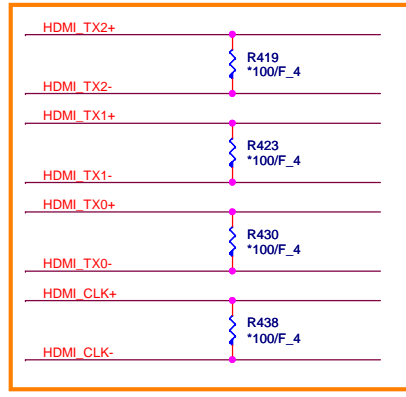 HDMI_TX2+
R419
*100/F_4
HDMI_TX2-
HDMI_TX1+
R423
*100/F_4
HDMI_TX1-
HDMI_TX0+
R430
*100/F_4
HDMI_TX0-
HDMI_CLK+
R438
*100/F_4
HDMI_CLK-